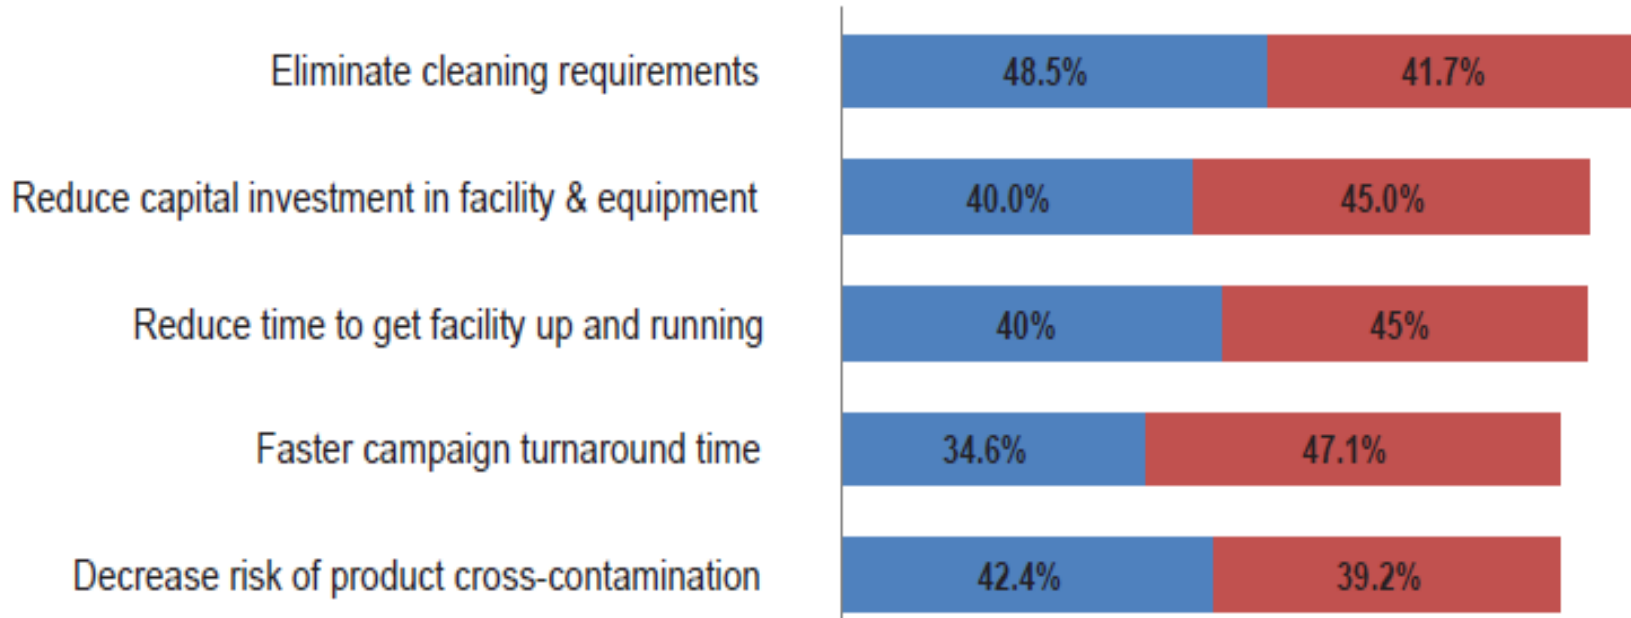 Eliminate cleaning requirements 48.5% 41.7%
Reduce capital investment in facility & equipment 40.0% 45.0%
Reduce time to get facility up and running 40% 45%
Faster campaign turnaround time 34.6% 47.1%
Decrease risk of product cross-contamination 42.4% 39.2%